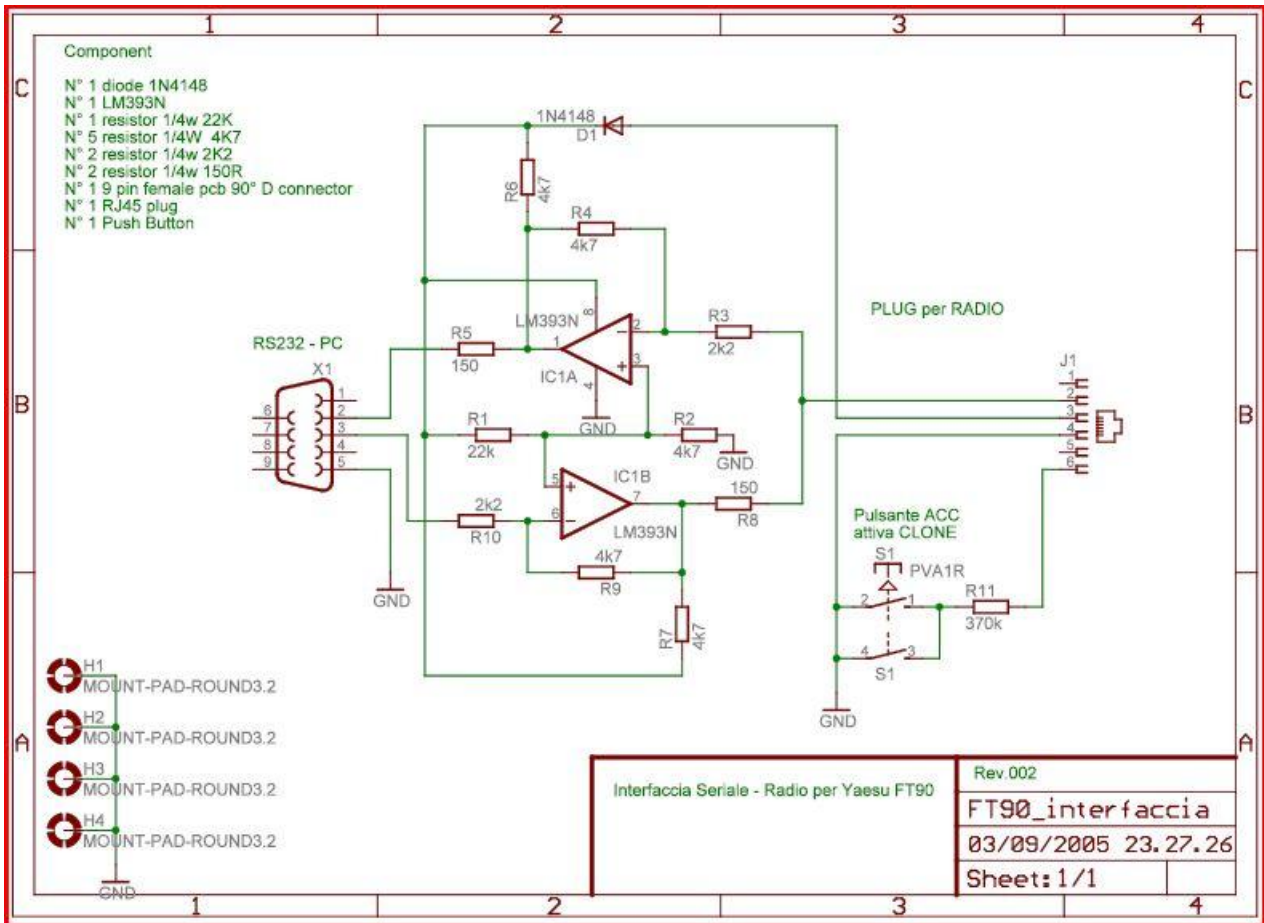 1 2 3 4
C C
B B
A A
1 2 3 4
Component
N° 1 diode 1N4148
N° 1 LM393N
N° 1 resistor 1/4w 22K
N° 5 resistor 1/4W 4K7
N° 2 resistor 1/4w 2K2
N° 2 resistor 1/4w 150R
N° 1 9 pin female pcb 90° D connector
N° 1 RJ45 plug
N° 1 Push Button
1N4148
D1
R6
4k7
R4
4k7
8
LM393N
2
R3
2k2
PLUG per RADIO
RS232 - PC
X1
R5
150
1
3
IC1A
4
GND
J1
1
2
3
4
5
6
1
6
2
7
3
8
4
9
5
R1
22k
R2
4k7
GND
IC1B
5
7
150
R8
2k2
R10
6
LM393N
4k7
R9
R7
4k7
GND
Pulsante ACC
attiva CLONE
S1
PVA1R
2 1
R11
370k
4 3
S1
GND
H1
MOUNT-PAD-ROUND3.2
H2
MOUNT-PAD-ROUND3.2
H3
MOUNT-PAD-ROUND3.2
H4
MOUNT-PAD-ROUND3.2
GND
Interfaccia Seriale - Radio per Yaesu FT90
Rev.002
FT90_interfaccia
03/09/2005 23.27.26
Sheet: 1/1